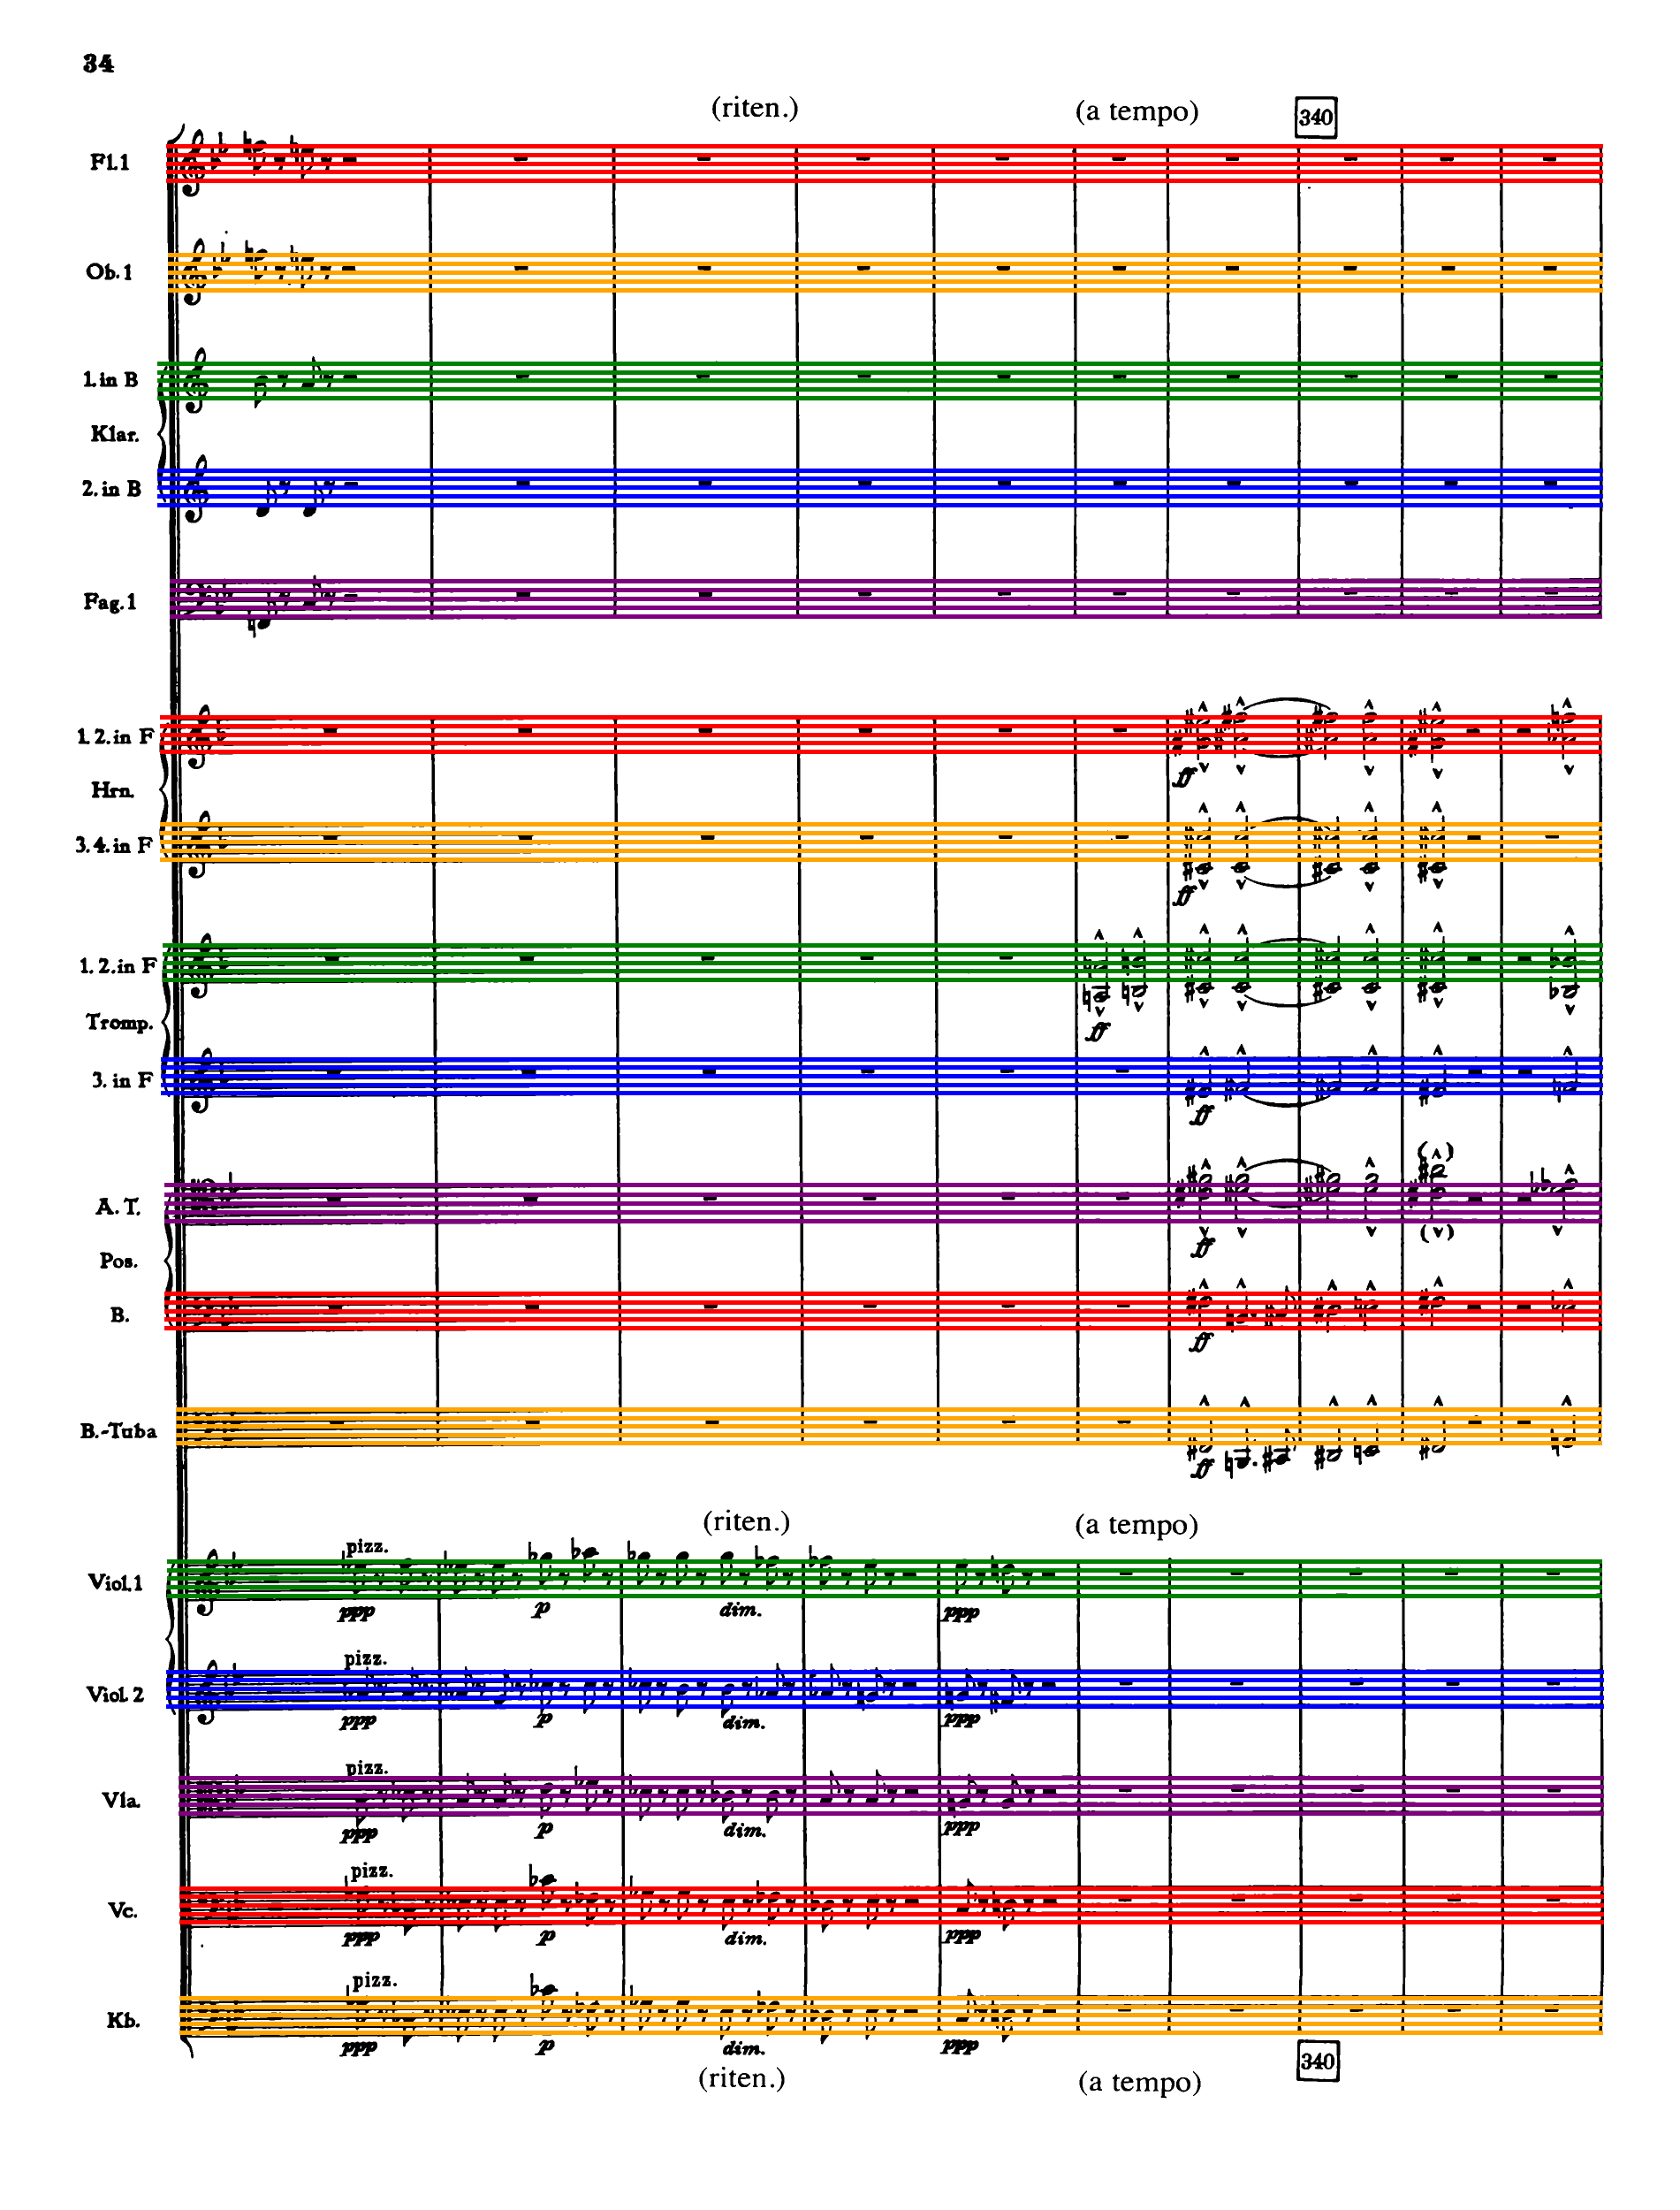 34
(riten.) (a tempo) 340
Fl.1
Ob.1
1. in B
Klar.
2. in B
Fag.1
1. 2. in F
ff
Hrn.
3. 4. in F
ff
1. 2. in F
ff
Tromp.
3. in F
ff
A. T.
ff
Pos.
B.
ff
B.-Tuba
ff
(riten.) (a tempo)
pizz.
Viol.1
ppp p dim. ppp
pizz.
Viol. 2
ppp p dim. ppp
pizz.
Vla.
ppp p dim. ppp
pizz.
Vc.
ppp p dim. ppp
pizz.
Kb.
ppp p dim. ppp
340
(riten.) (a tempo)